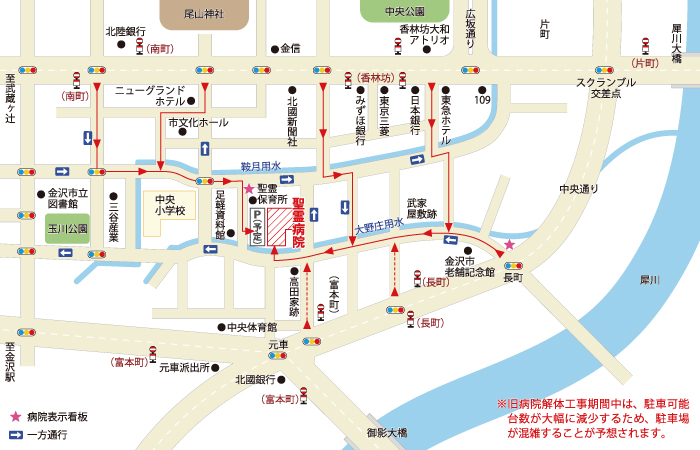 尾山神社
中央公園
北陸銀行
(南町)
金信
香林坊大和
アトリオ
広坂通り
片町
犀川大橋
(片町)
至武蔵ヶ辻
(南町)
ニューグランド
ホテル
市文化ホール
北國新聞社
(香林坊)
みずほ銀行
東京三菱
日本銀行
東急ホテル
109
スクランブル
交差点
鞍月用水
金沢市立
図書館
玉川公園
三谷産業
中央
小学校
足軽資料館
聖霊
保育所
P(予定)
聖霊病院
大野庄用水
武家
屋敷跡
中央通り
金沢市
老舗記念館
長町
犀川
高田家跡
(富本町)
(長町)
(長町)
中央体育館
元車
至金沢駅
(富本町)
元車派出所
北國銀行
(富本町)
御影大橋
病院表示看板
一方通行
※旧病院解体工事期間中は、駐車可能
台数が大幅に減少するため、駐車場
が混雑することが予想されます。